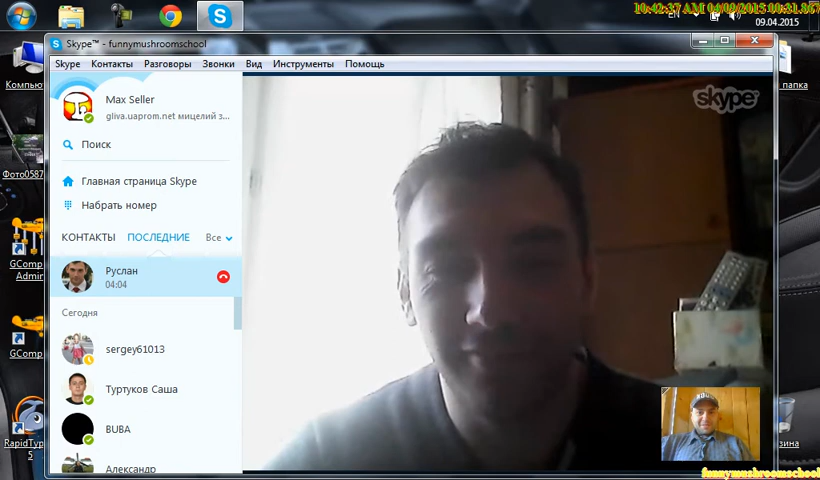 10:42:37 AM 04/09/2015 00:31.867
EN
09.04.2015
Skype™ - funnymushroomschool
Skype Контакты Разговоры Звонки Вид Инструменты Помощь
Компью
папка
Max Seller
gliva.uaprom.net мицелий з...
skype
Поиск
Фото0587
Главная страница Skype
Набрать номер
КОНТАКТЫ ПОСЛЕДНИЕ Все
GComp
Admin
Руслан
04:04
Сегодня
sergey61013
GComp
Туртуков Саша
BUBA
RapidTyp
5
зина
Александр
funnymushroomschool